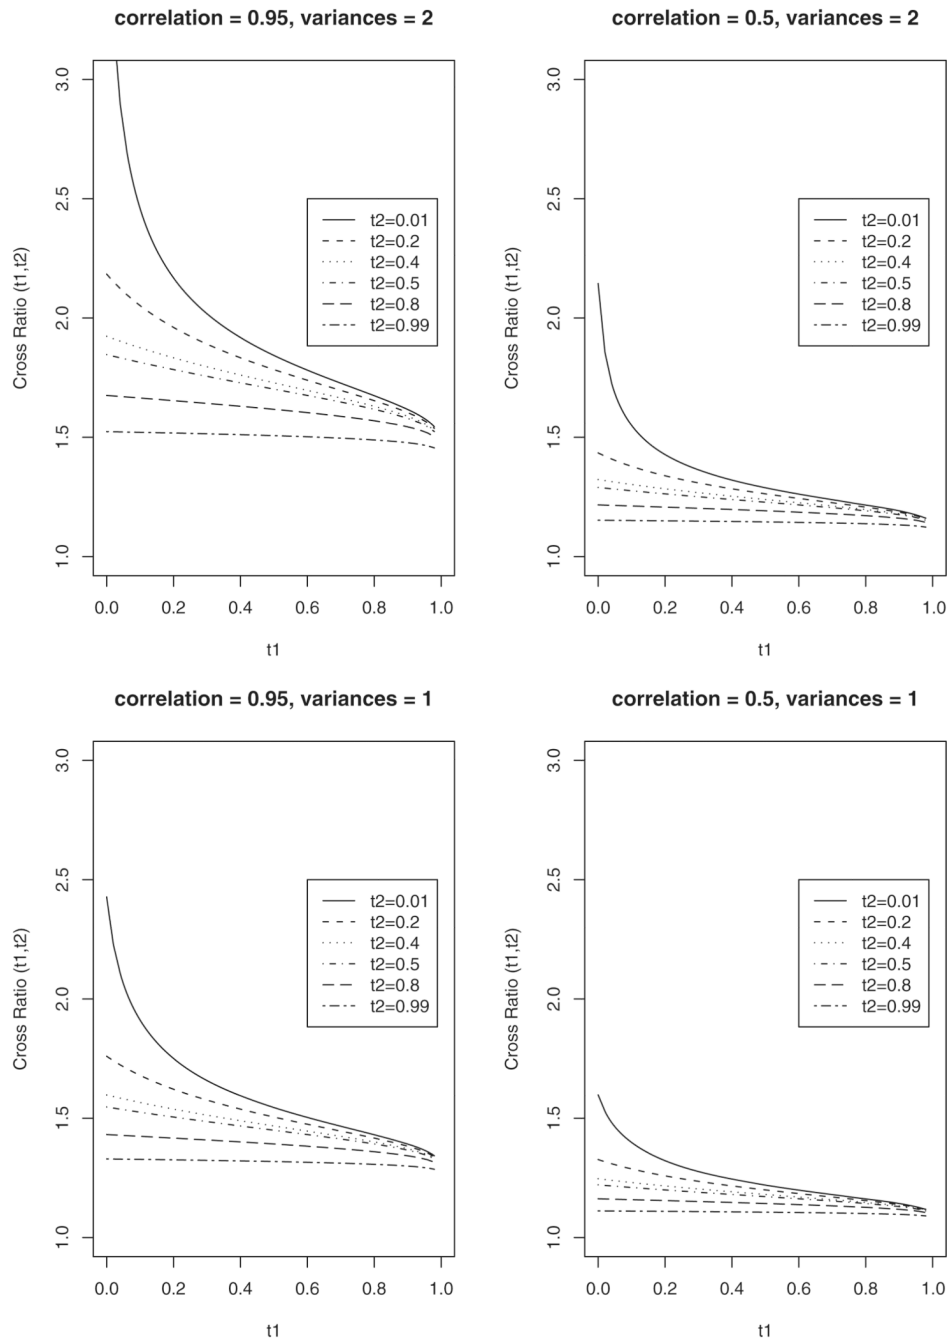 correlation = 0.95, variances = 2
3.0
2.5
2.0
1.5
1.0
Cross Ratio (t1,t2)
t2=0.01
t2=0.2
t2=0.4
t2=0.5
t2=0.8
t2=0.99
0.0 0.2 0.4 0.6 0.8 1.0
t1
correlation = 0.5, variances = 2
3.0
2.5
2.0
1.5
1.0
Cross Ratio (t1,t2)
t2=0.01
t2=0.2
t2=0.4
t2=0.5
t2=0.8
t2=0.99
0.0 0.2 0.4 0.6 0.8 1.0
t1
correlation = 0.95, variances = 1
3.0
2.5
2.0
1.5
1.0
Cross Ratio (t1,t2)
t2=0.01
t2=0.2
t2=0.4
t2=0.5
t2=0.8
t2=0.99
0.0 0.2 0.4 0.6 0.8 1.0
t1
correlation = 0.5, variances = 1
3.0
2.5
2.0
1.5
1.0
Cross Ratio (t1,t2)
t2=0.01
t2=0.2
t2=0.4
t2=0.5
t2=0.8
t2=0.99
0.0 0.2 0.4 0.6 0.8 1.0
t1